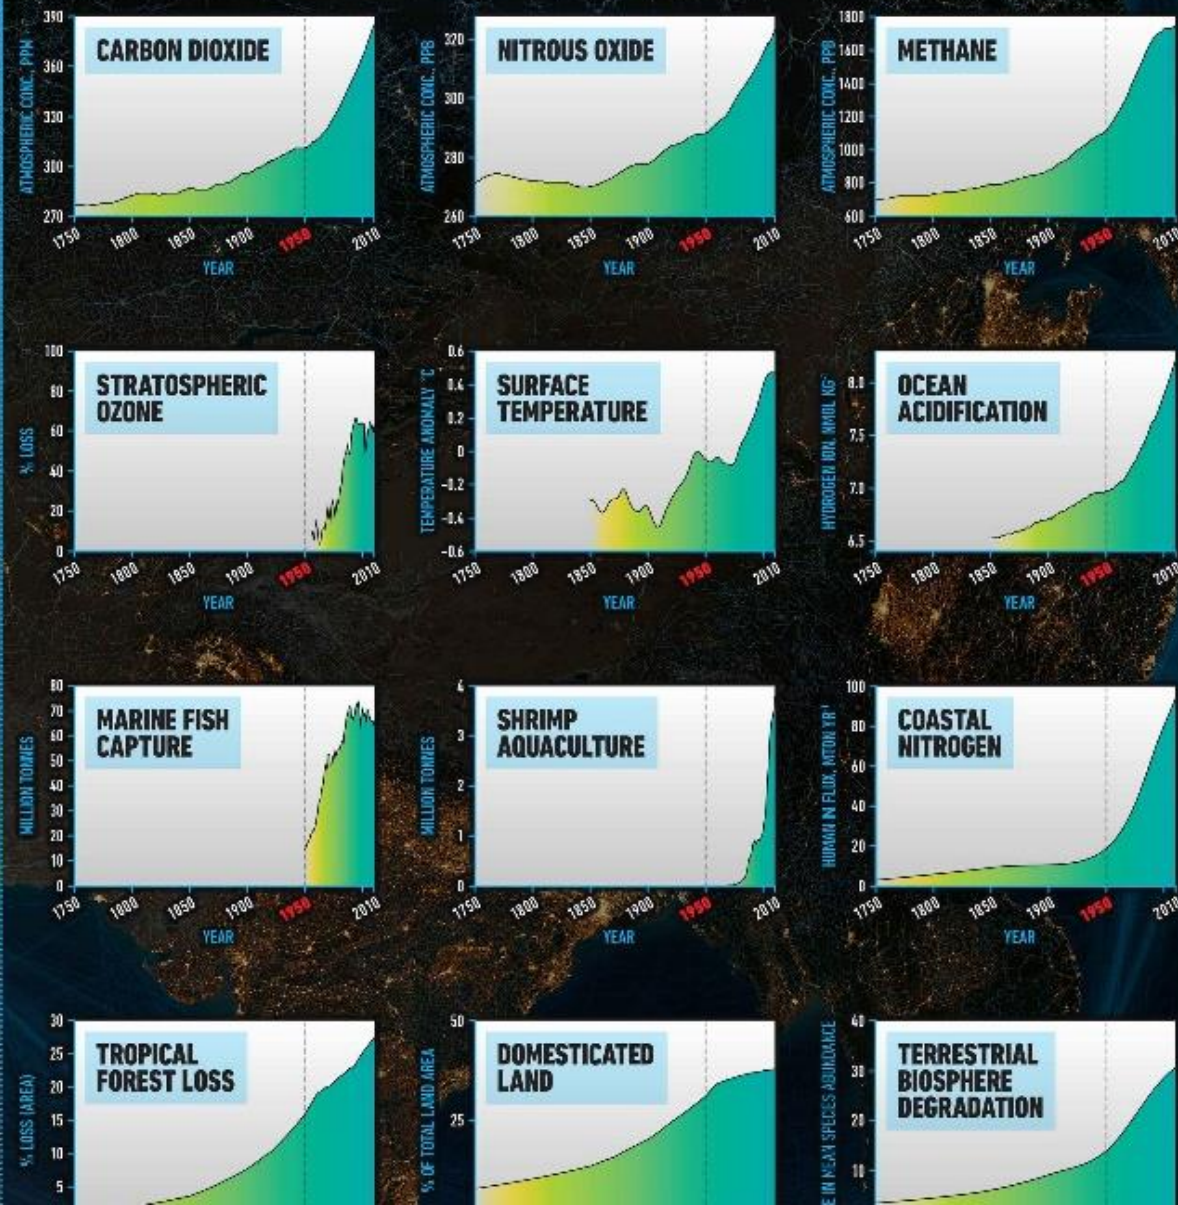 CARBON DIOXIDE
ATMOSPHERIC CONC., PPM
390
360
330
300
270
1750 1800 1850 1900 1950 2010
YEAR
NITROUS OXIDE
ATMOSPHERIC CONC., PPB
320
300
280
260
1750 1800 1850 1900 1950 2010
YEAR
METHANE
ATMOSPHERIC CONC., PPB
1800
1600
1400
1200
1000
800
600
1750 1800 1850 1900 1950 2010
YEAR
STRATOSPHERIC
OZONE
% LOSS
100
80
60
40
20
0
1750 1800 1850 1900 1950 2010
YEAR
SURFACE
TEMPERATURE
TEMPERATURE ANOMALY °C
0.6
0.4
0.2
0
-0.2
-0.4
-0.6
1750 1800 1850 1900 1950 2010
YEAR
OCEAN
ACIDIFICATION
HYDROGEN ION, NMOL KG⁻
8.0
7.5
7.0
6.5
1750 1800 1850 1900 1950 2010
YEAR
MARINE FISH
CAPTURE
MILLION TONNES
80
70
60
50
40
30
20
10
0
1750 1800 1850 1900 1950 2010
YEAR
SHRIMP
AQUACULTURE
MILLION TONNES
4
3
2
1
0
1750 1800 1850 1900 1950 2010
YEAR
COASTAL
NITROGEN
HUMAN N FLUX, MTON YR⁻¹
100
80
60
40
20
0
1750 1800 1850 1900 1950 2010
YEAR
TROPICAL
FOREST LOSS
% LOSS (AREA)
30
25
20
15
10
5
DOMESTICATED
LAND
% OF TOTAL LAND AREA
50
25
TERRESTRIAL
BIOSPHERE
DEGRADATION
IN MEAN SPECIES ABUNDANCE
40
30
20
10